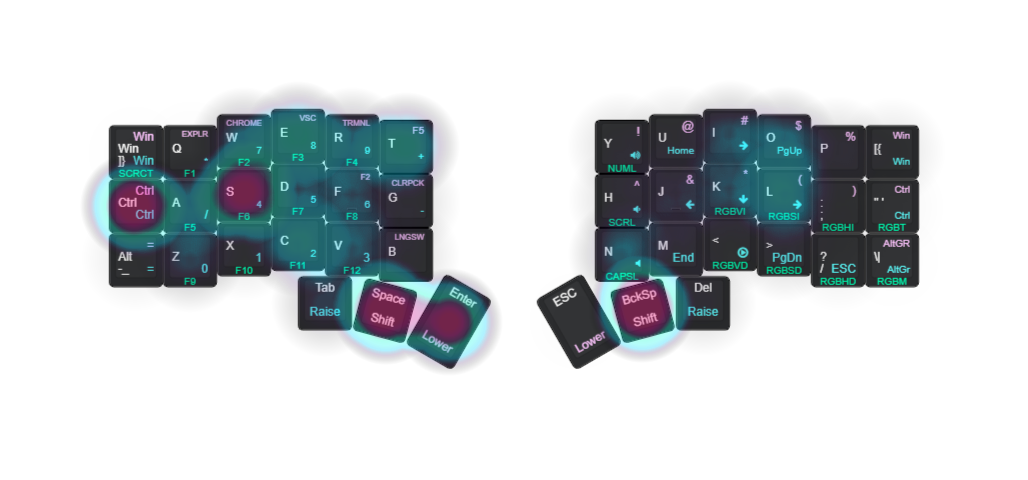 Win
Win
]} Win
SCRCT
EXPLR
Q
F1
CHROME
W
7
F2
VSC
E
8
F3
TRMNL
R
9
F4
F5
T
+
Ctrl
Ctrl
Ctrl
A
/
F5
S
4
F6
D
5
F7
F2
F
6
F8
CLRPCK
G
-
=
Alt
-_ =
Z
0
F9
X
1
F10
C
2
F11
V
3
F12
LNGSW
B
Tab
Raise
Space
Shift
Enter
Lower
!
Y
NUML
@
U
Home
#
I
$
O
PgUp
%
P
Win
[{
Win
^
H
SCRL
&
J
*
K
RGBVI
(
L
RGBSI
)
; :
RGBHI
Ctrl
" '
Ctrl
RGBT
N
CAPSL
M
End
<
,
RGBVD
>
.
PgDn
RGBSD
?
/ ESC
RGBHD
AltGR
\|
AltGr
RGBM
ESC
Lower
BckSp
Shift
Del
Raise